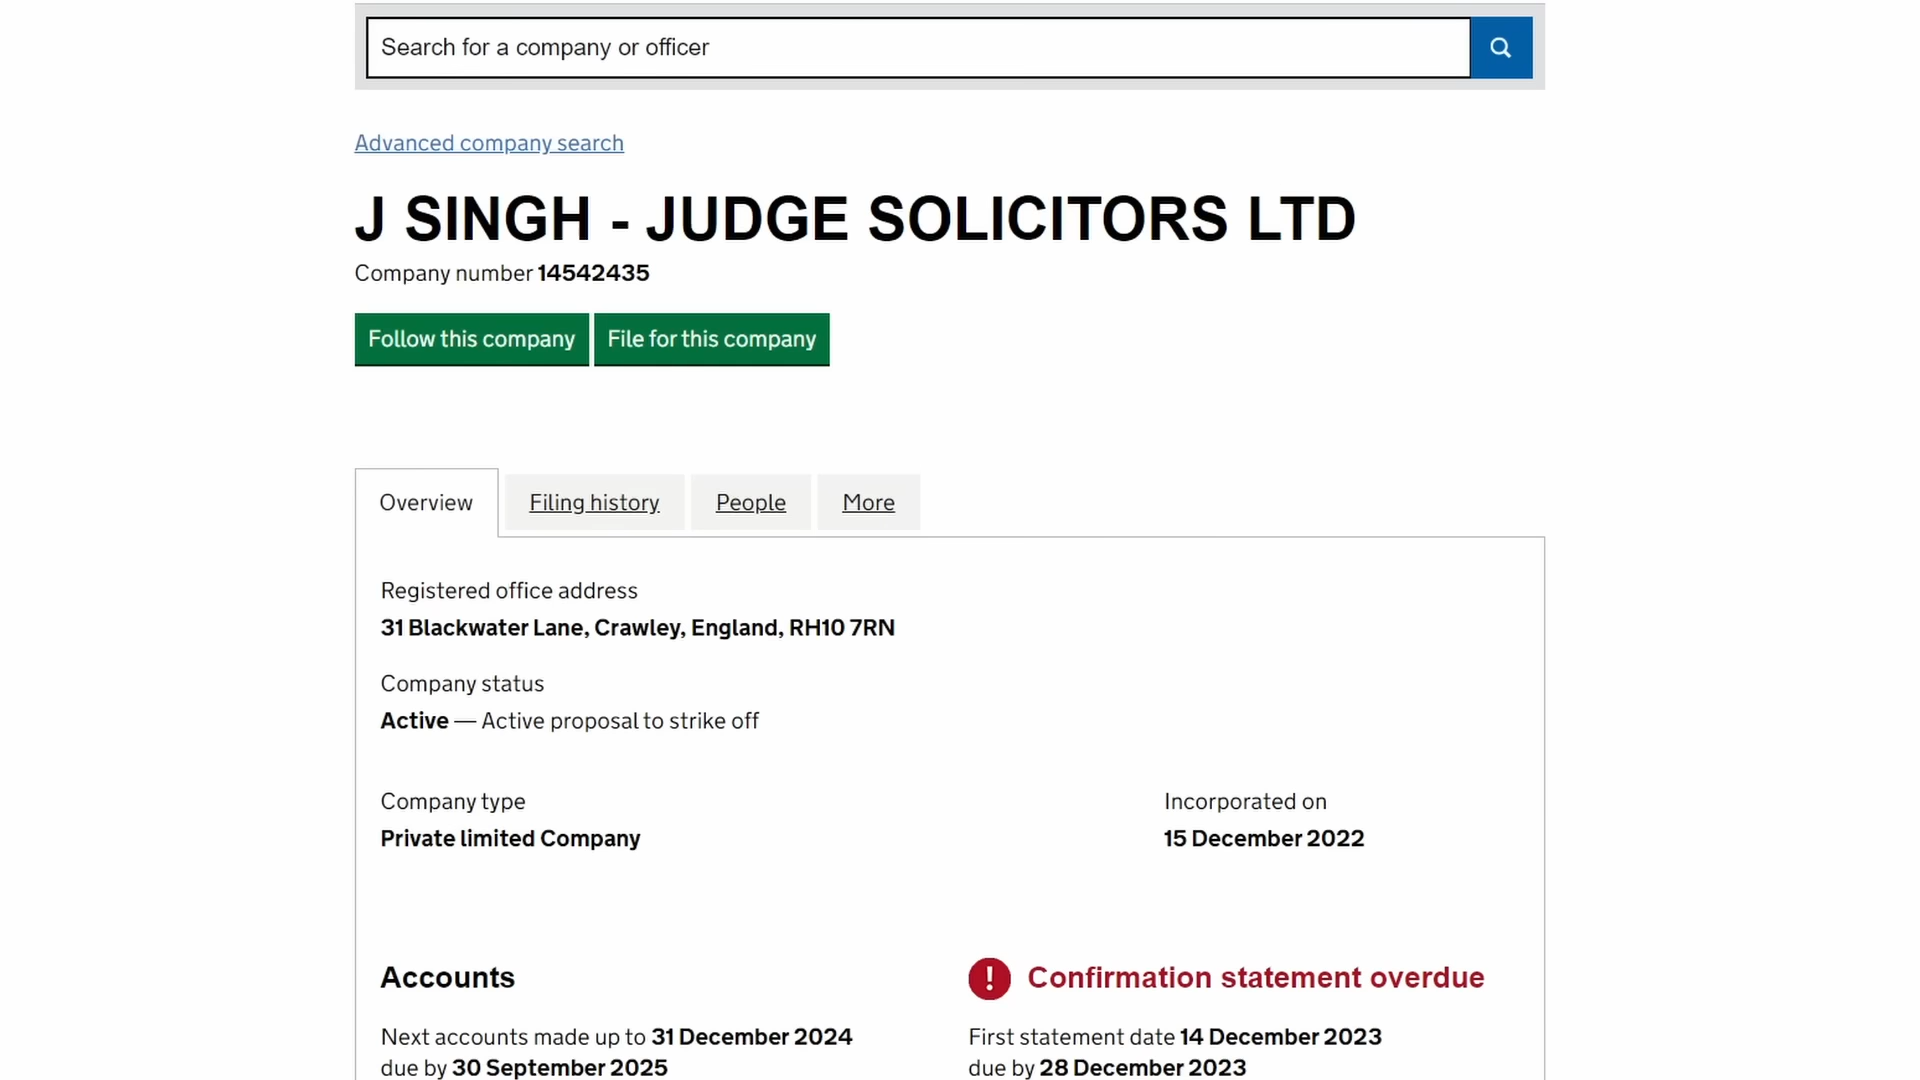 Search for a company or officer
Advanced company search
J SINGH - JUDGE SOLICITORS LTD
Company number 14542435
Follow this company File for this company
Overview Filing history People More
Registered office address
31 Blackwater Lane, Crawley, England, RH10 7RN
Company status
Active — Active proposal to strike off
Company type
Private limited Company
Incorporated on
15 December 2022
Accounts
Next accounts made up to 31 December 2024
due by 30 September 2025
! Confirmation statement overdue
First statement date 14 December 2023
due by 28 December 2023